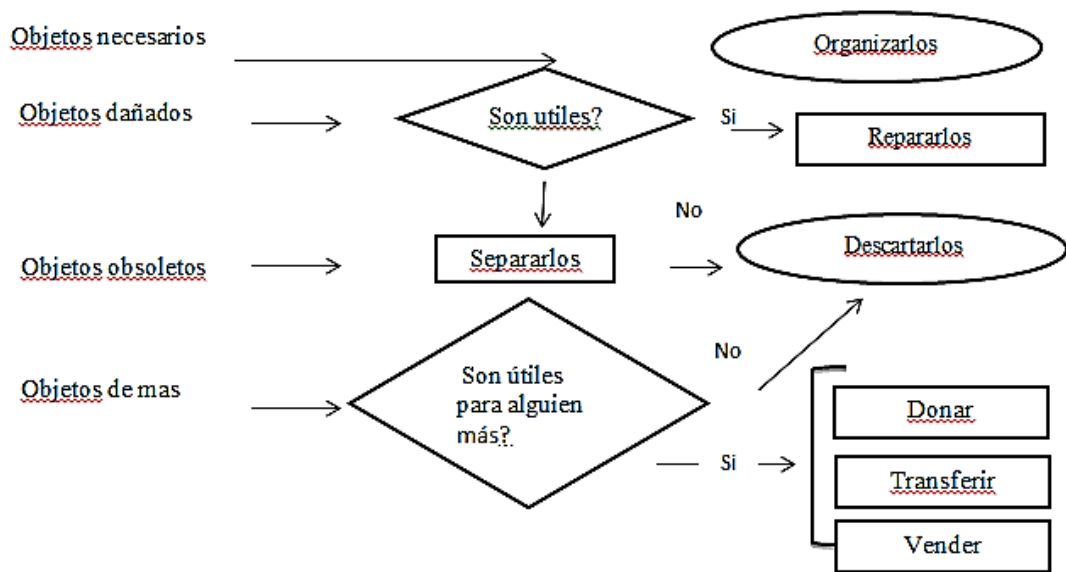 Objetos necesarios
Organizarlos
Objetos dañados
Son utiles?
Si
Repararlos
No
Objetos obsoletos
Separarlos
Descartarlos
Objetos de mas
Son útiles
para alguien
más?
No
Si
Donar
Transferir
Vender